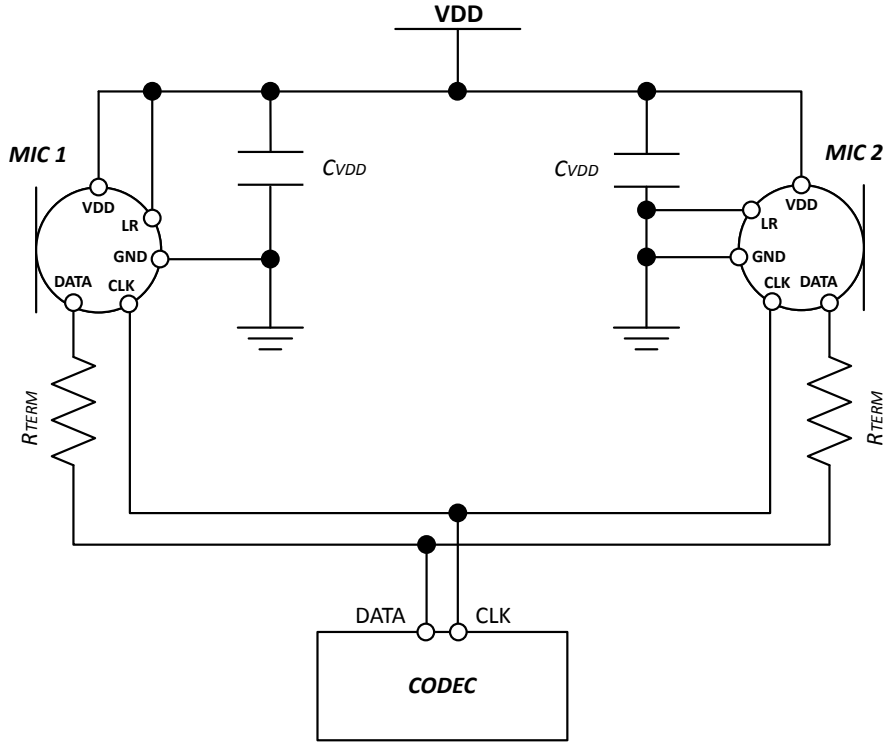 VDD
MIC 1
MIC 2
CVDD
CVDD
VDD
VDD
LR
LR
GND
GND
DATA
CLK
CLK
DATA
RTERM
RTERM
DATA
CLK
CODEC